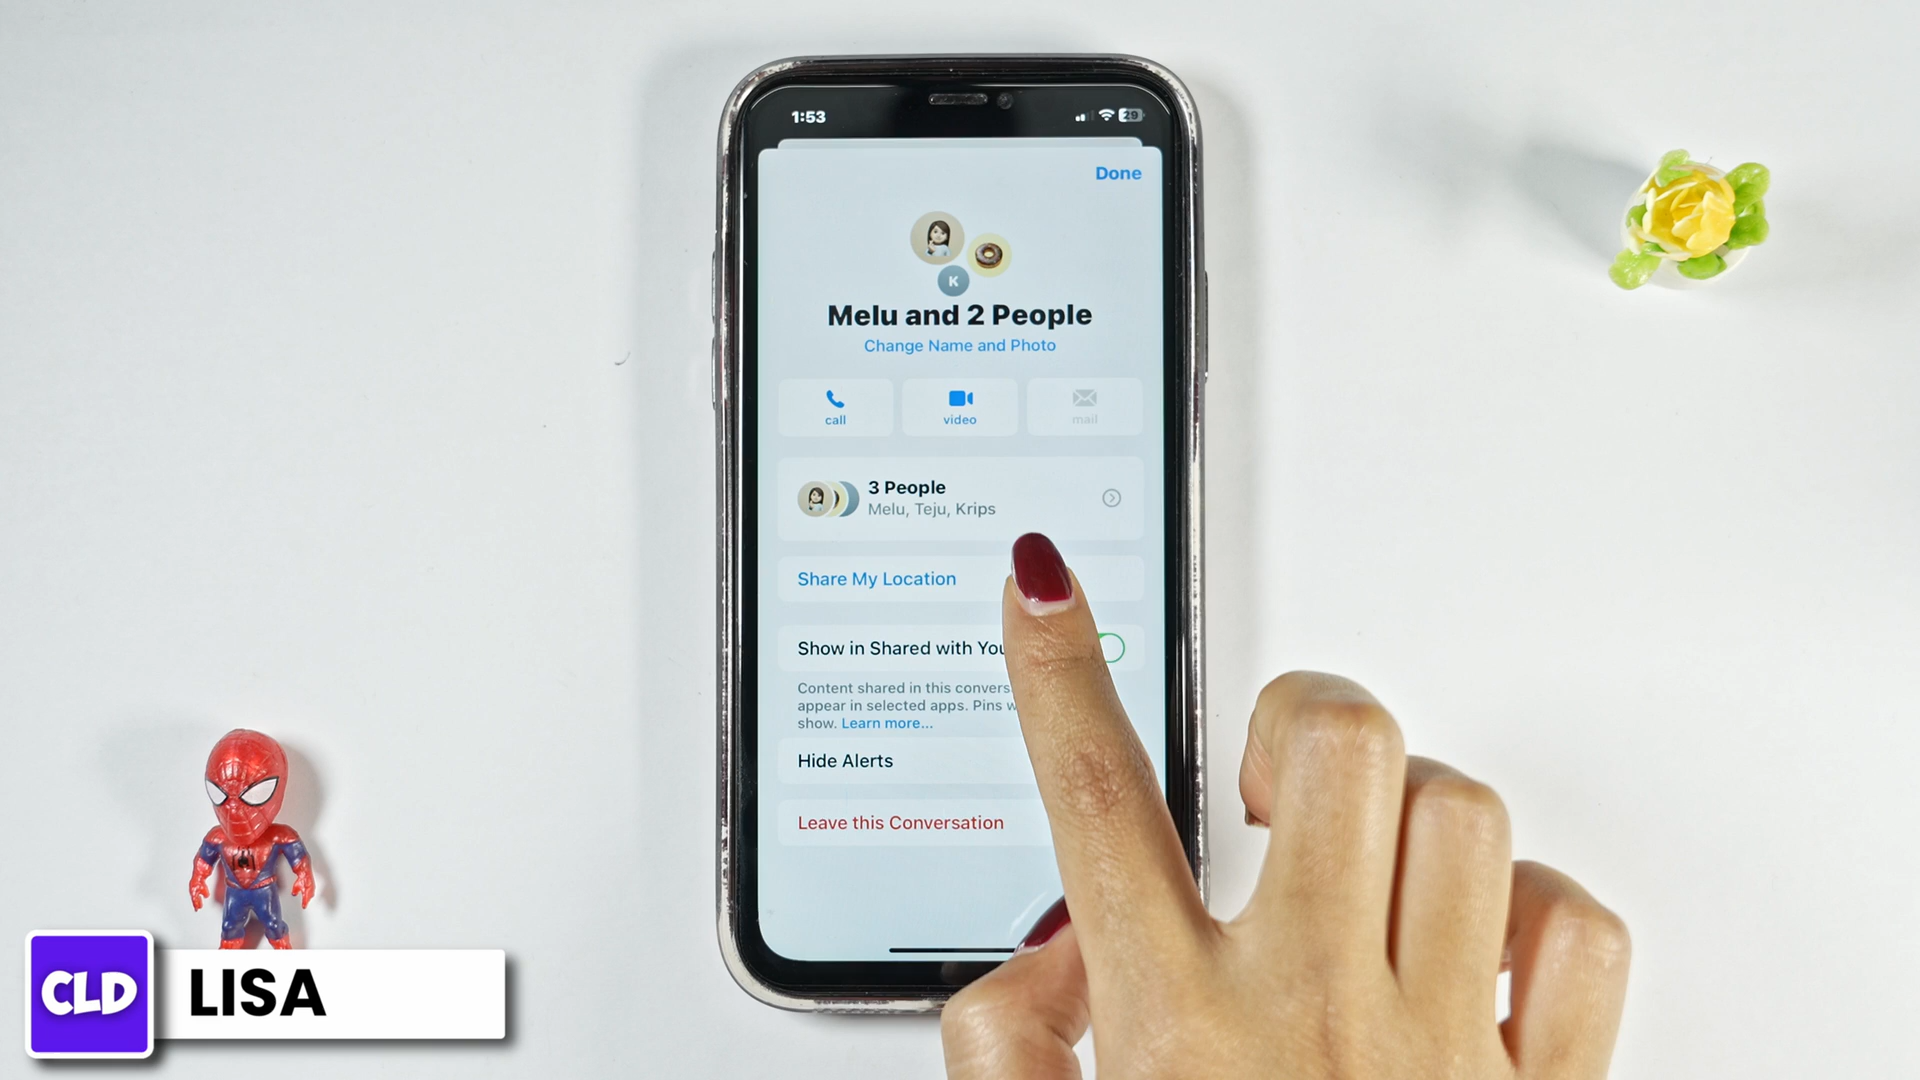 1:53
29
Done
K
Melu and 2 People
Change Name and Photo
call
video
mail
3 People
Melu, Teju, Krips
Share My Location
Show in Shared with You
Content shared in this convers
appear in selected apps. Pins w
show. Learn more...
Hide Alerts
Leave this Conversation
CLD
LISA